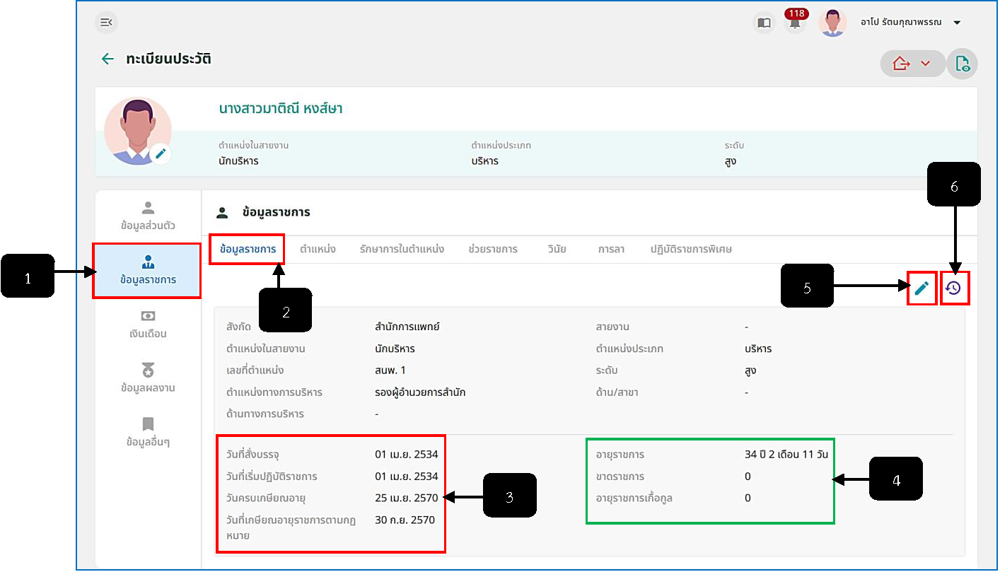 118
อาโป รัตนกุณาพรรณ
ทะเบียนประวัติ
นางสาวมาติณี หงส์ษา
ตำแหน่งในสายงาน ตำแหน่งประเภท ระดับ
นักบริหาร บริหาร สูง
6
ข้อมูลส่วนตัว
ข้อมูลราชการ
ข้อมูลราชการ ตำแหน่ง รักษาการในตำแหน่ง ช่วยราชการ วินัย การลา ปฏิบัติราชการพิเศษ
1
ข้อมูลราชการ
5
2
เงินเดือน
ข้อมูลผลงาน
ข้อมูลอื่นๆ
สังกัด สำนักการแพทย์ สายงาน -
ตำแหน่งในสายงาน นักบริหาร ตำแหน่งประเภท บริหาร
เลขที่ตำแหน่ง สนพ. 1 ระดับ สูง
ตำแหน่งทางการบริหาร รองผู้อำนวยการสำนัก ด้าน/สาขา -
ด้านทางการบริหาร -
วันที่สั่งบรรจุ 01 เม.ย. 2534 อายุราชการ 34 ปี 2 เดือน 11 วัน
วันที่เริ่มปฏิบัติราชการ 01 เม.ย. 2534 ขาดราชการ 0
วันครบเกษียณอายุ 25 เม.ย. 2570 อายุราชการเกื้อกูล 0
วันที่เกษียณอายุราชการตามกฎ 30 ก.ย. 2570
หมาย
3
4